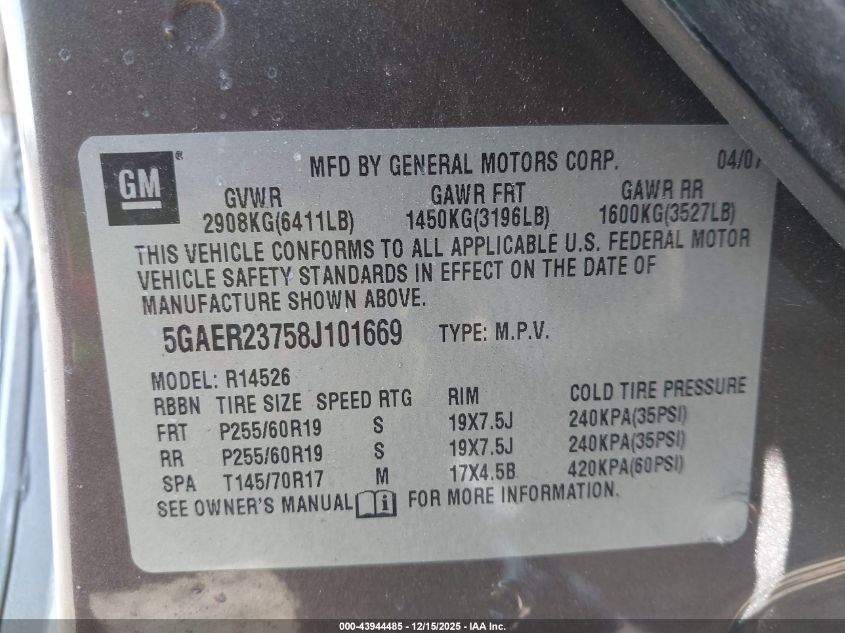 GM ® MFD BY GENERAL MOTORS CORP. 04/07
GVWR GAWR FRT GAWR RR
2908KG(6411LB) 1450KG(3196LB) 1600KG(3527LB)
THIS VEHICLE CONFORMS TO ALL APPLICABLE U.S. FEDERAL MOTOR
VEHICLE SAFETY STANDARDS IN EFFECT ON THE DATE OF
MANUFACTURE SHOWN ABOVE.
5GAER23758J101669 TYPE: M.P.V.
MODEL: R14526
RBBN TIRE SIZE SPEED RTG RIM COLD TIRE PRESSURE
FRT P255/60R19 S 19X7.5J 240KPA(35PSI)
RR P255/60R19 S 19X7.5J 240KPA(35PSI)
SPA T145/70R17 M 17X4.5B 420KPA(60PSI)
SEE OWNER'S MANUAL i FOR MORE INFORMATION.
000-43944485 - 12/15/2025 - IAA Inc.